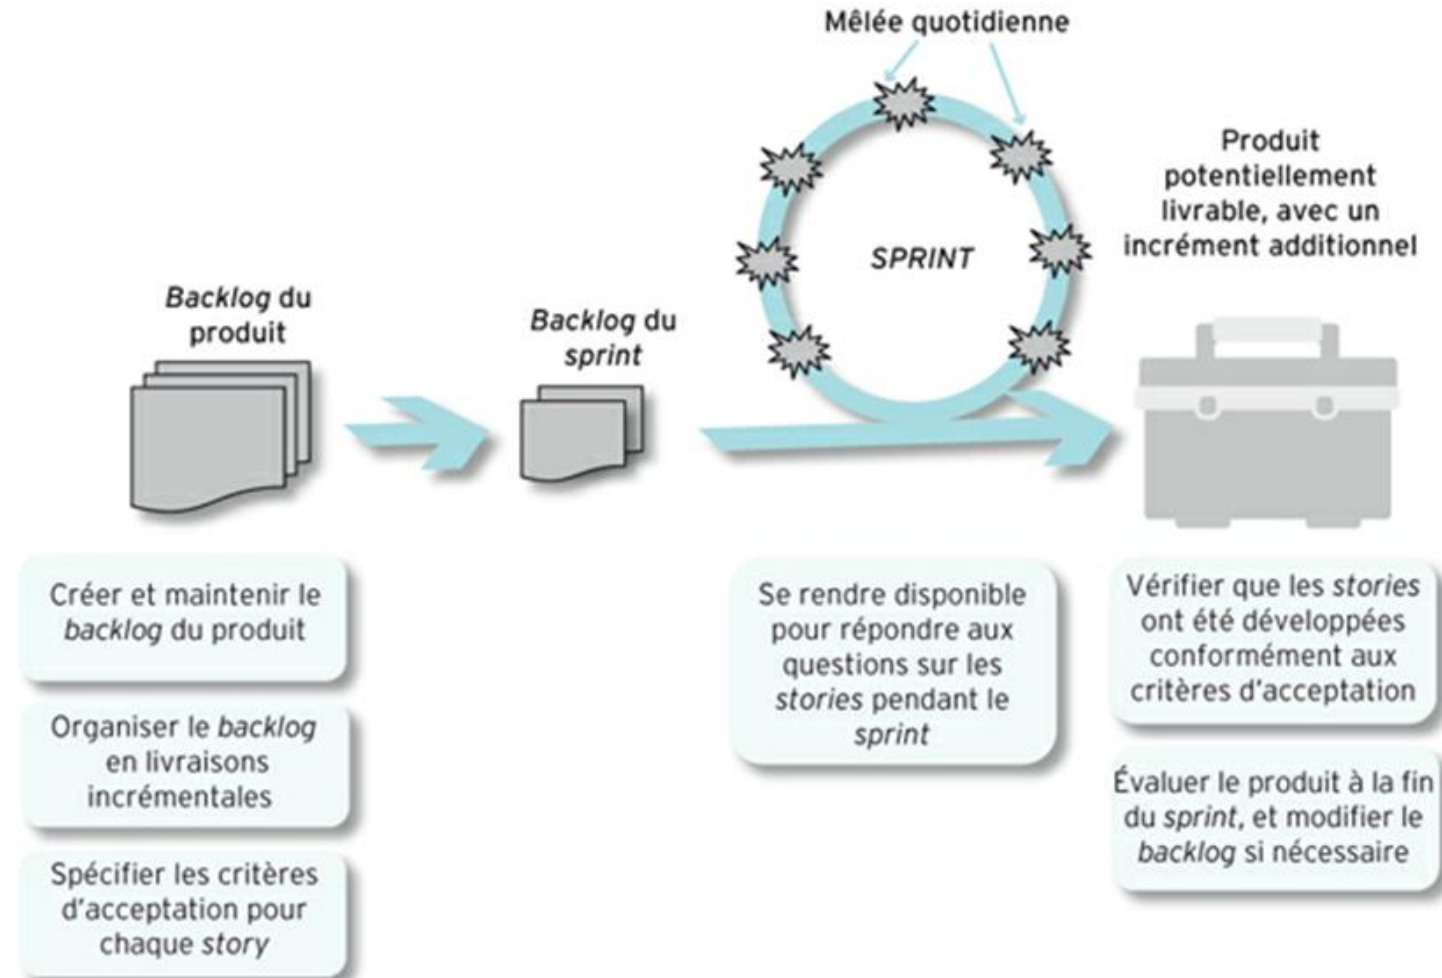 Mêlée quotidienne
Produit
potentiellement
livrable, avec un
incrément additionnel
SPRINT
Backlog du
produit
Backlog du
sprint
Créer et maintenir le
backlog du produit
Organiser le backlog
en livraisons
incrémentales
Spécifier les critères
d'acceptation pour
chaque story
Se rendre disponible
pour répondre aux
questions sur les
stories pendant le
sprint
Vérifier que les stories
ont été développées
conformément aux
critères d'acceptation
Évaluer le produit à la fin
du sprint, et modifier le
backlog si nécessaire